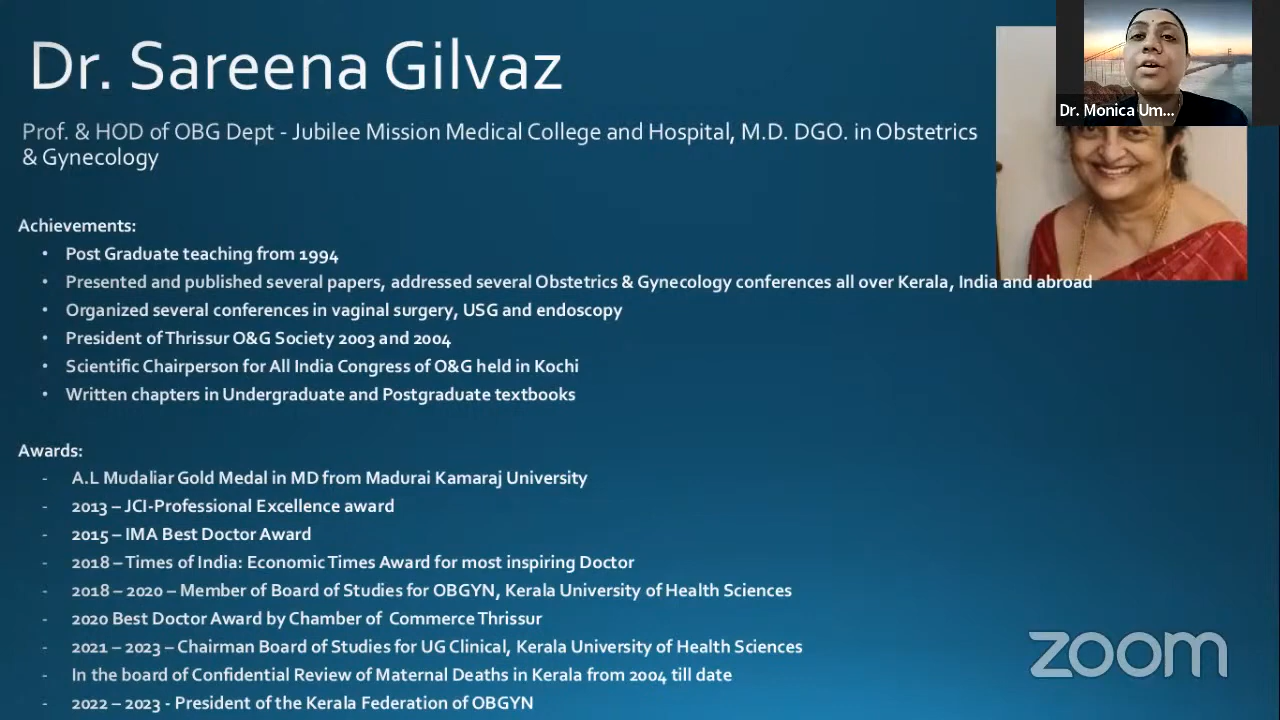 Dr. Sareena Gilvaz
Dr. Monica Um...
Prof. & HOD of OBG Dept - Jubilee Mission Medical College and Hospital, M.D. DGO. in Obstetrics
& Gynecology
Achievements:
• Post Graduate teaching from 1994
• Presented and published several papers, addressed several Obstetrics & Gynecology conferences all over Kerala, India and abroad
• Organized several conferences in vaginal surgery, USG and endoscopy
• President of Thrissur O&G Society 2003 and 2004
• Scientific Chairperson for All India Congress of O&G held in Kochi
• Written chapters in Undergraduate and Postgraduate textbooks
Awards:
- A.L Mudaliar Gold Medal in MD from Madurai Kamaraj University
- 2013 – JCI-Professional Excellence award
- 2015 – IMA Best Doctor Award
- 2018 – Times of India: Economic Times Award for most inspiring Doctor
- 2018 – 2020 – Member of Board of Studies for OBGYN, Kerala University of Health Sciences
- 2020 Best Doctor Award by Chamber of Commerce Thrissur
- 2021 – 2023 – Chairman Board of Studies for UG Clinical, Kerala University of Health Sciences
- In the board of Confidential Review of Maternal Deaths in Kerala from 2004 till date
- 2022 – 2023 - President of the Kerala Federation of OBGYN
zoom